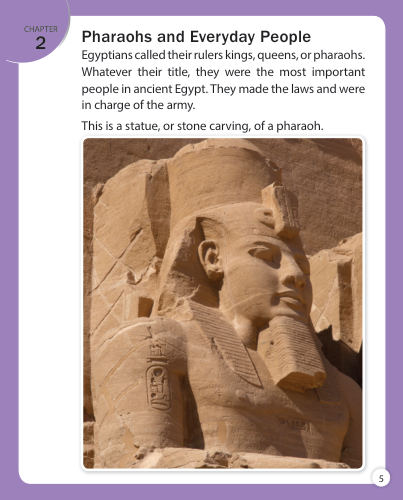 CHAPTER
2
Pharaohs and Everyday People
Egyptians called their rulers kings, queens, or pharaohs.
Whatever their title, they were the most important
people in ancient Egypt. They made the laws and were
in charge of the army.
This is a statue, or stone carving, of a pharaoh.
5